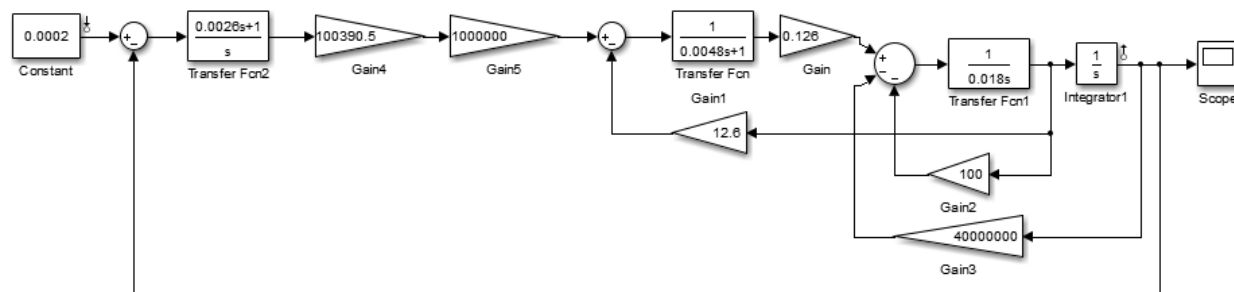 0.0002
Constant
+
−
0.0026s+1
s
Transfer Fcn2
100390.5
Gain4
1000000
Gain5
+
−
1
0.0048s+1
Transfer Fcn
0.126
Gain
+
−
−
1
0.018s
Transfer Fcn1
1
s
Integrator1
Scope
Gain1
12.6
100
Gain2
40000000
Gain3